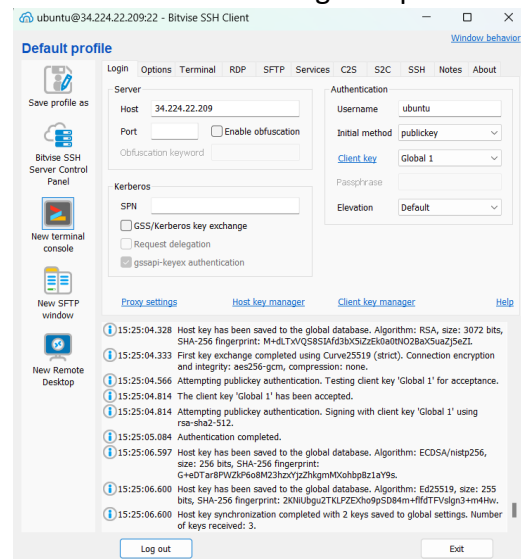 ubuntu@34.224.22.209:22 - Bitvise SSH Client
Default profile
Window behavior
Save profile as
Bitvise SSH
Server Control
Panel
New terminal
console
New SFTP
window
New Remote
Desktop
Login Options Terminal RDP SFTP Services C2S S2C SSH Notes About
Server
Host 34.224.22.209
Port Enable obfuscation
Obfuscation keyword
Kerberos
SPN
GSS/Kerberos key exchange
Request delegation
gssapi-keyex authentication
Authentication
Username ubuntu
Initial method publickey
Client key Global 1
Passphrase
Elevation Default
Proxy settings Host key manager Client key manager Help
15:25:04.328 Host key has been saved to the global database. Algorithm: RSA, size: 3072 bits,
SHA-256 fingerprint: M+dLTxVQS8SIAfd3bX5iZzEk0a0tNO2BaX5uaZj5eZI.
15:25:04.333 First key exchange completed using Curve25519 (strict). Connection encryption
and integrity: aes256-gcm, compression: none.
15:25:04.566 Attempting publickey authentication. Testing client key 'Global 1' for acceptance.
15:25:04.814 The client key 'Global 1' has been accepted.
15:25:04.814 Attempting publickey authentication. Signing with client key 'Global 1' using
rsa-sha2-512.
15:25:05.084 Authentication completed.
15:25:06.597 Host key has been saved to the global database. Algorithm: ECDSA/nistp256,
size: 256 bits, SHA-256 fingerprint:
G+eDTar8PWZkP6o8M23hzxYjzZhkgmMXohbpBz1aY9s.
15:25:06.600 Host key has been saved to the global database. Algorithm: Ed25519, size: 255
bits, SHA-256 fingerprint: 2KNiUbgu2TKLPZEXho9pSD84m+flfdTFVslgn3+m4Hw.
15:25:06.600 Host key synchronization completed with 2 keys saved to global settings. Number
of keys received: 3.
Log out
Exit